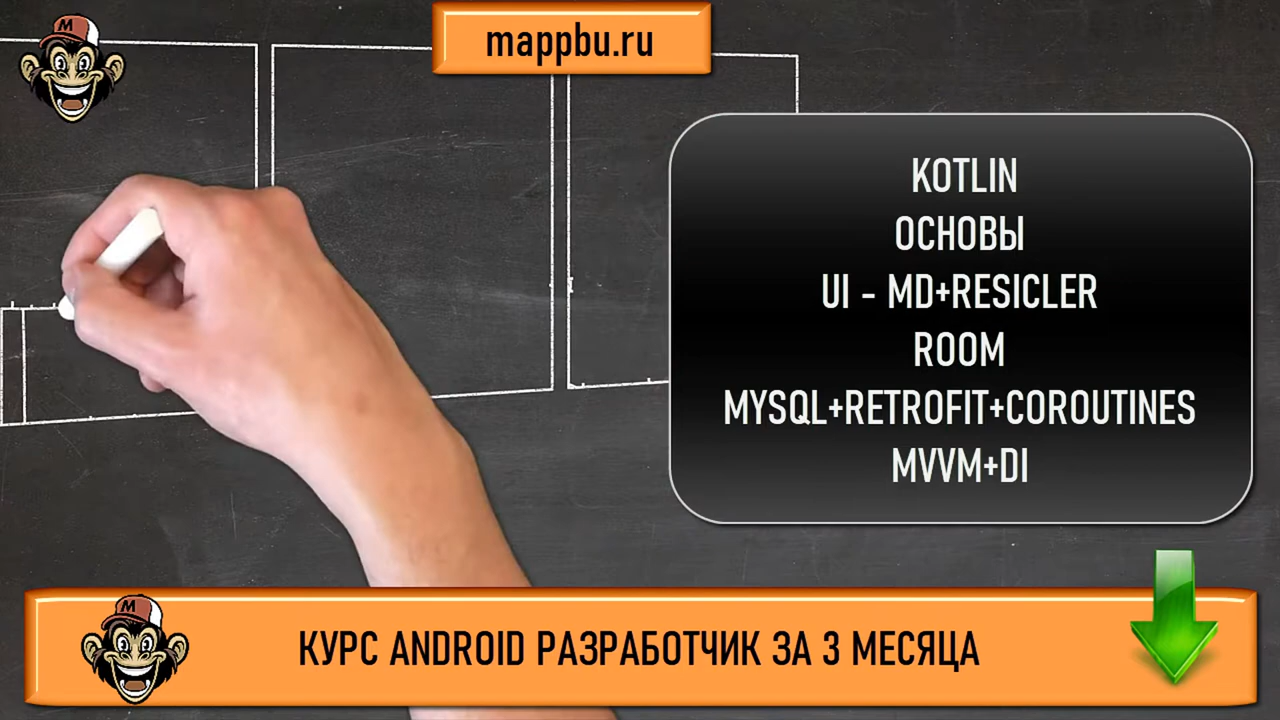 mappbu.ru
KOTLIN
ОСНОВЫ
UI - MD+RESICLER
ROOM
MYSQL+RETROFIT+COROUTINES
MVVM+DI
КУРС ANDROID РАЗРАБОТЧИК ЗА 3 МЕСЯЦА
M
M